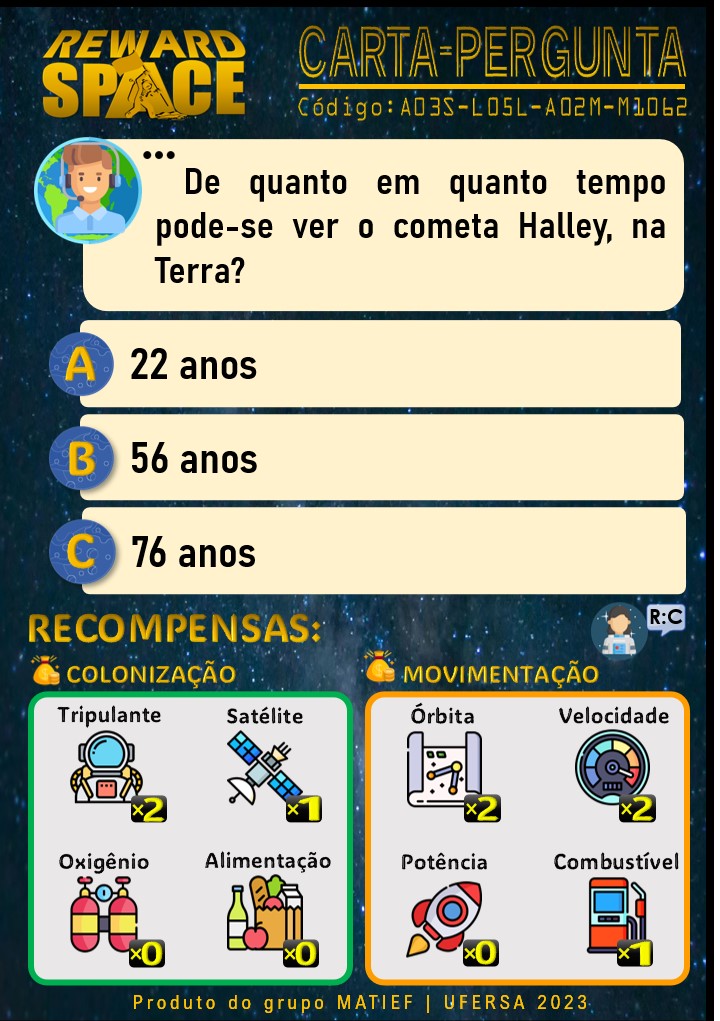 REWARD
SPACE
CARTA-PERGUNTA
Código:A03S-L05L-A02M-M1062
...
De quanto em quanto tempo
pode-se ver o cometa Halley, na
Terra?
A 22 anos
B 56 anos
C 76 anos
R:C
RECOMPENSAS:
COLONIZAÇÃO
MOVIMENTAÇÃO
Tripulante
Satélite
Órbita
Velocidade
×2
×1
×2
×2
Oxigênio
Alimentação
Potência
Combustível
×0
×0
×0
×1
Produto do grupo MATIEF | UFERSA 2023